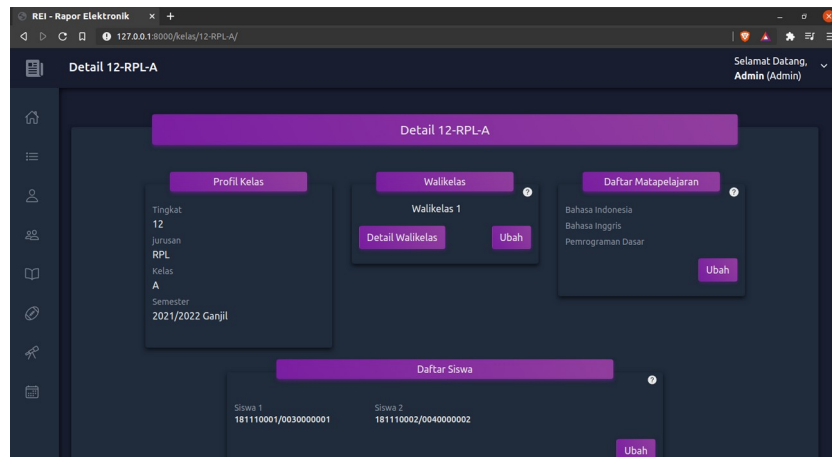 REI - Rapor Elektronik
127.0.0.1:8000/kelas/12-RPL-A/
Detail 12-RPL-A
Selamat Datang,
Admin (Admin)
Detail 12-RPL-A
Profil Kelas
Tingkat
12
jurusan
RPL
Kelas
A
Semester
2021/2022 Ganjil
Walikelas
Walikelas 1
Detail Walikelas
Ubah
Daftar Matapelajaran
Bahasa Indonesia
Bahasa Inggris
Pemrograman Dasar
Ubah
Daftar Siswa
Siswa 1
181110001/0030000001
Siswa 2
181110002/0040000002
Ubah